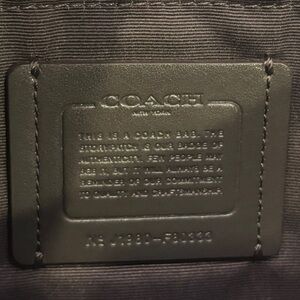 COACH
NEW YORK
THIS IS A COACH BAG. THE
STORYPATCH IS OUR BADGE OF
AUTHENTICITY. FEW PEOPLE MAY
SEE IT, BUT IT WILL ALWAYS BE A
REMINDER OF OUR COMMITMENT
TO QUALITY AND CRAFTSMANSHIP.